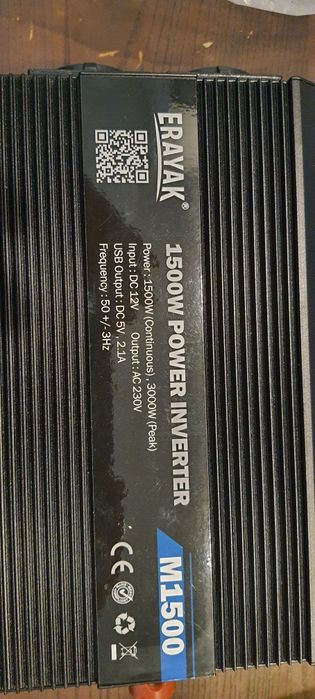 ERAYAK®
1500W POWER INVERTER
Power : 1500W (Continuous) , 3000W (Peak)
Input : DC 12V Output : AC 230V
USB Output : DC 5V , 2.1A
Frequency : 50 +/- 3Hz
M1500
CE